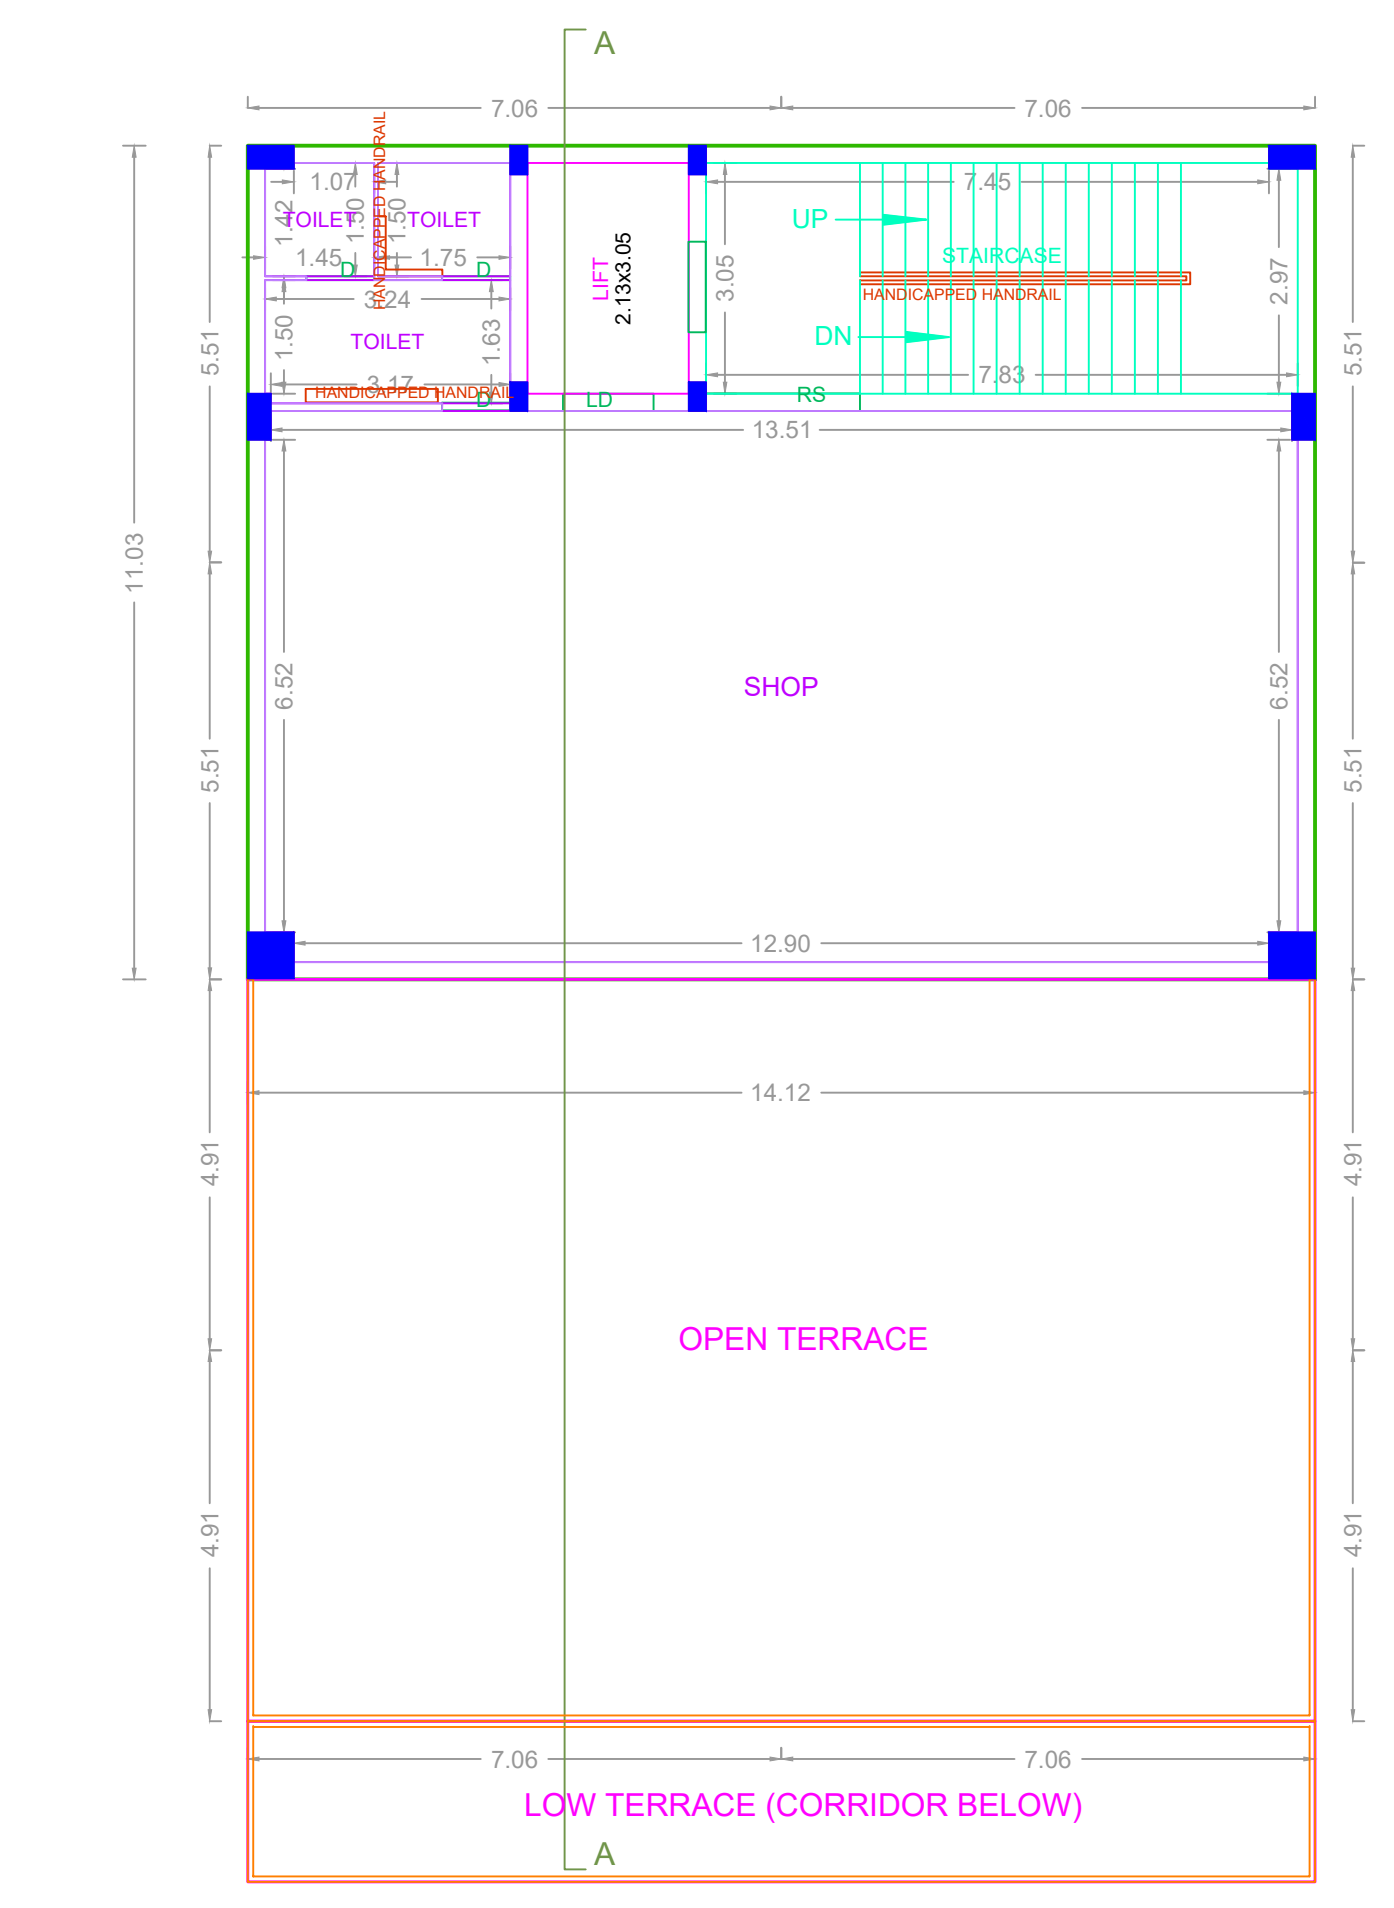 A
7.06
7.06
HANDICAPPED HANDRAIL
1.07
7.45
1.42
1.50
1.50
TOILET
TOILET
UP
1.45
1.75
STAIRCASE
D
D
LIFT
2.13x3.05
3.05
2.97
3.24
HANDICAPPED HANDRAIL
1.50
1.63
TOILET
DN
5.51
5.51
3.17
7.83
HANDICAPPED HANDRAIL
D
LD
RS
13.51
11.03
6.52
SHOP
6.52
5.51
5.51
12.90
14.12
4.91
4.91
OPEN TERRACE
4.91
4.91
7.06
7.06
LOW TERRACE (CORRIDOR BELOW)
A